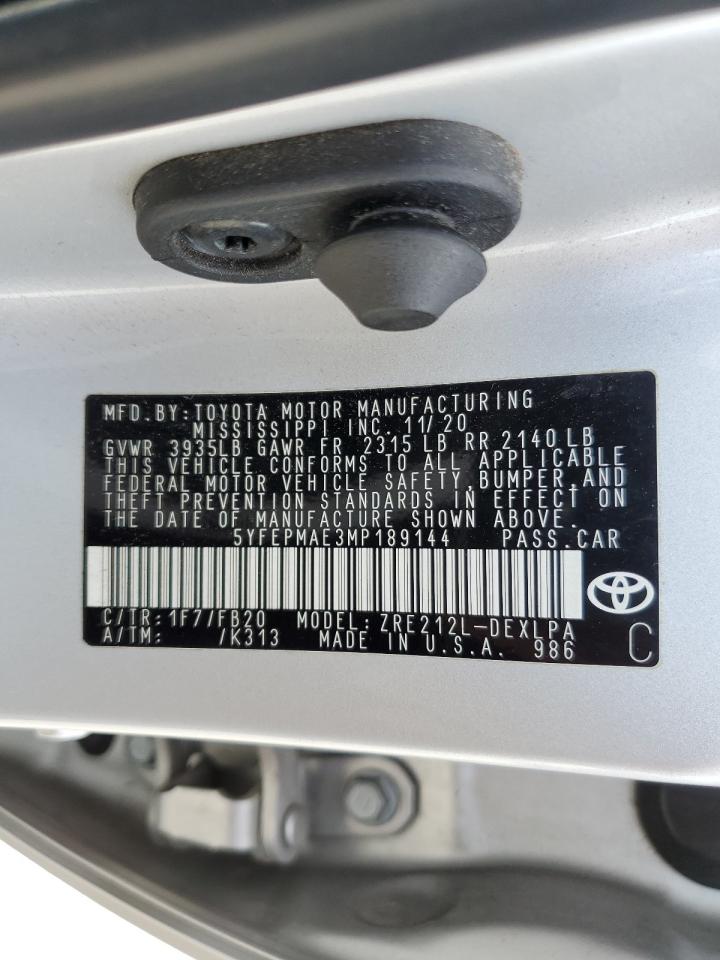 MFD. BY: TOYOTA MOTOR MANUFACTURING
MISSISSIPPI INC. 11/20
GVWR 3935LB GAWR FR 2315 LB RR 2140 LB
THIS VEHICLE CONFORMS TO ALL APPLICABLE
FEDERAL MOTOR VEHICLE SAFETY, BUMPER, AND
THEFT PREVENTION STANDARDS IN EFFECT ON
THE DATE OF MANUFACTURE SHOWN ABOVE.
5YFEPMAE3MP189144 PASS. CAR
C/TR: 1F7/FB20 MODEL: ZRE212L-DEXLPA
A/TM: /K313 MADE IN U.S.A. 986 C